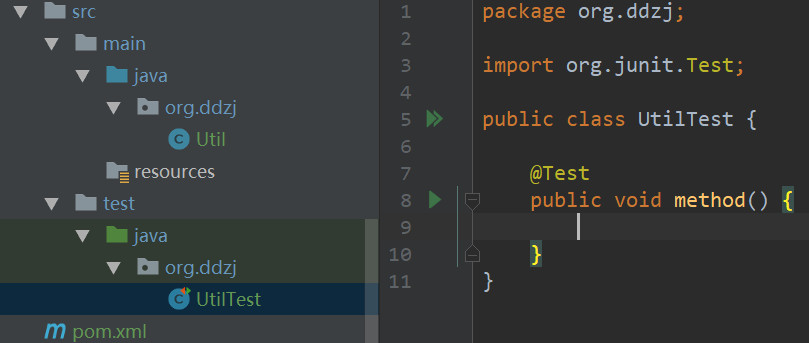 src
main
java
org.ddzj
Util
resources
test
java
org.ddzj
UtilTest
pom.xml
1 package org.ddzj;
2
3 import org.junit.Test;
4
5 public class UtilTest {
6
7 @Test
8 public void method() {
9
10 }
11 }